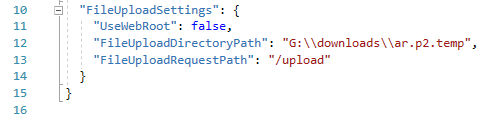 10 "FileUploadSettings": {
11 "UseWebRoot": false,
12 "FileUploadDirectoryPath": "G:\\downloads\\ar.p2.temp",
13 "FileUploadRequestPath": "/upload"
14 }
15 }
16